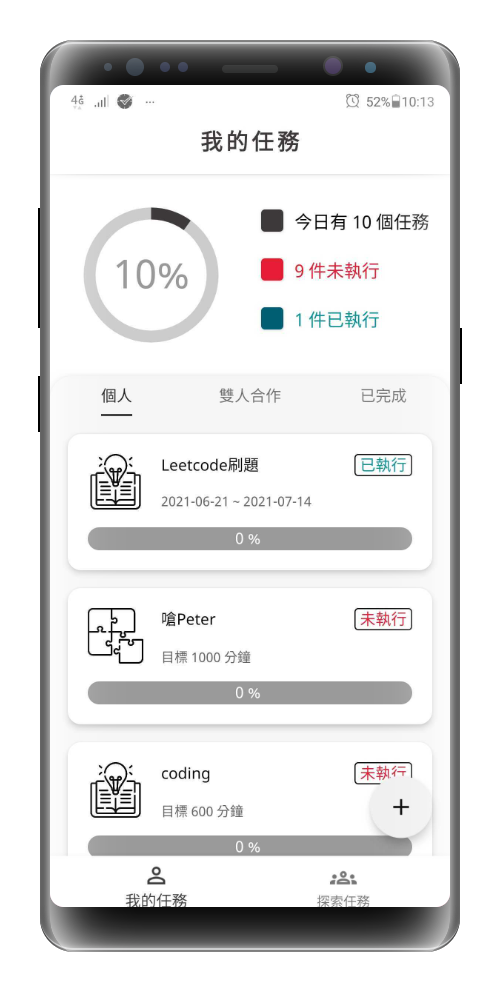 4G
52% 10:13
我的任務
10%
今日有 10 個任務
9 件未執行
1 件已執行
個人 雙人合作 已完成
Leetcode刷題 已執行
2021-06-21 ~ 2021-07-14
0 %
嗆Peter 未執行
目標 1000 分鐘
0 %
coding 未執行
目標 600 分鐘
0 %
我的任務 探索任務